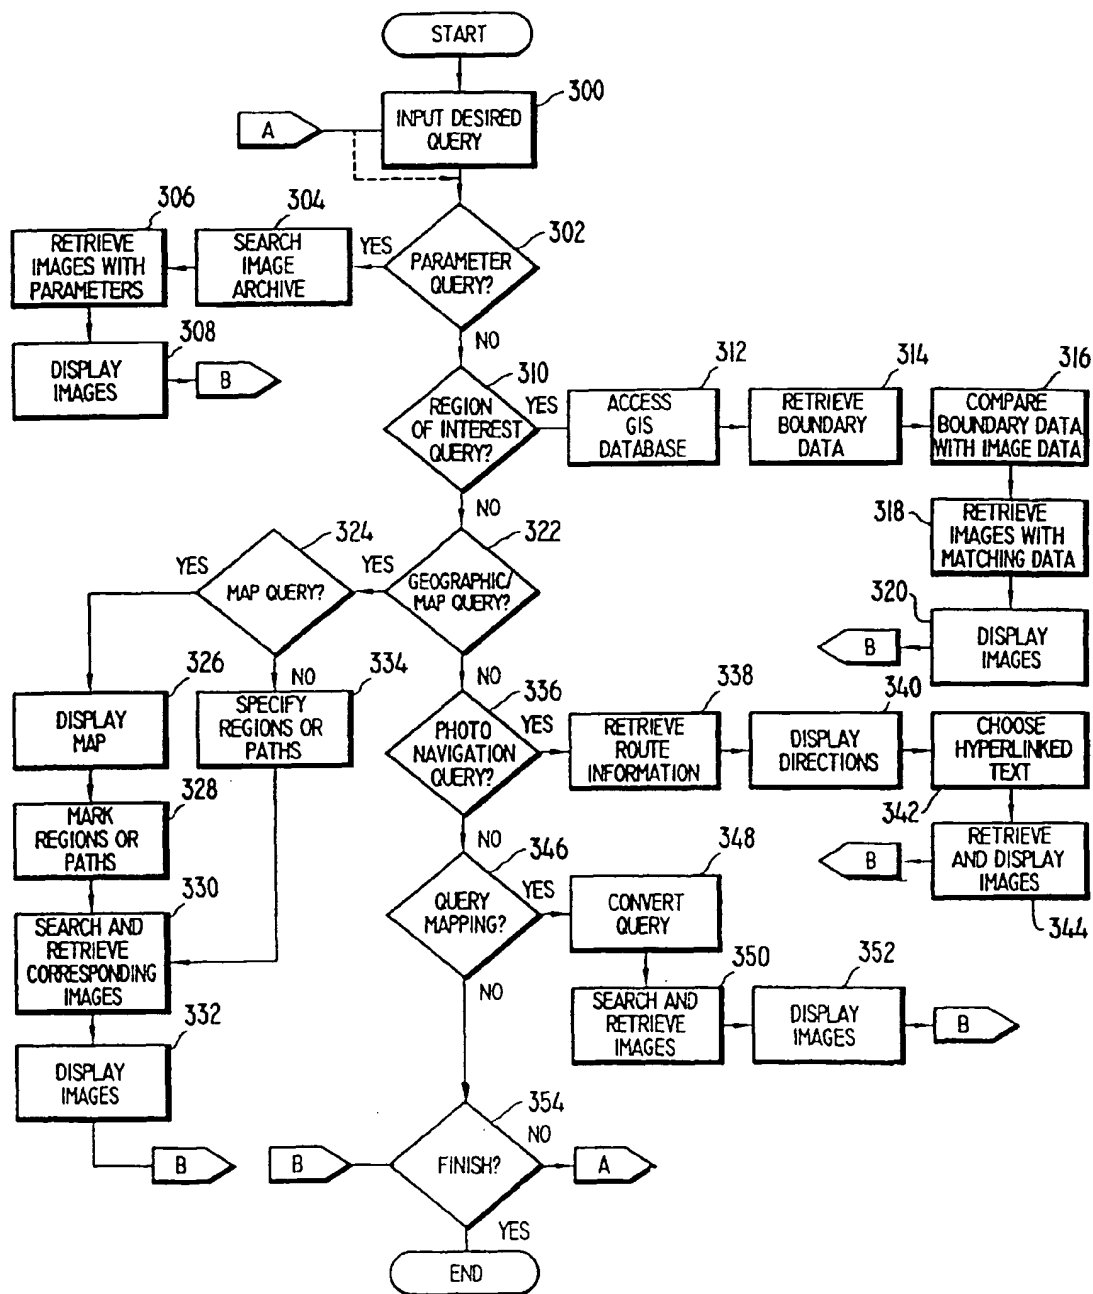 START
300
INPUT DESIRED
QUERY
A
306
304
302
RETRIEVE
IMAGES WITH
PARAMETERS
SEARCH
IMAGE
ARCHIVE
YES
PARAMETER
QUERY?
NO
308
DISPLAY
IMAGES
B
310
REGION
OF INTEREST
QUERY?
YES
312
ACCESS
GIS
DATABASE
314
RETRIEVE
BOUNDARY
DATA
316
COMPARE
BOUNDARY DATA
WITH IMAGE DATA
NO
318
RETRIEVE
IMAGES WITH
MATCHING DATA
324
YES
MAP QUERY?
YES
322
GEOGRAPHIC/
MAP QUERY?
320
DISPLAY
IMAGES
B
NO
NO
326
DISPLAY
MAP
334
SPECIFY
REGIONS OR
PATHS
336
PHOTO
NAVIGATION
QUERY?
YES
338
RETRIEVE
ROUTE
INFORMATION
340
DISPLAY
DIRECTIONS
CHOOSE
HYPERLINKED
TEXT
342
328
MARK
REGIONS OR
PATHS
NO
RETRIEVE
AND DISPLAY
IMAGES
344
B
346
QUERY
MAPPING?
YES
348
CONVERT
QUERY
330
SEARCH AND
RETRIEVE
CORRESPONDING
IMAGES
NO
350
SEARCH AND
RETRIEVE
IMAGES
352
DISPLAY
IMAGES
B
332
DISPLAY
IMAGES
B
354
B
FINISH?
NO
A
YES
END